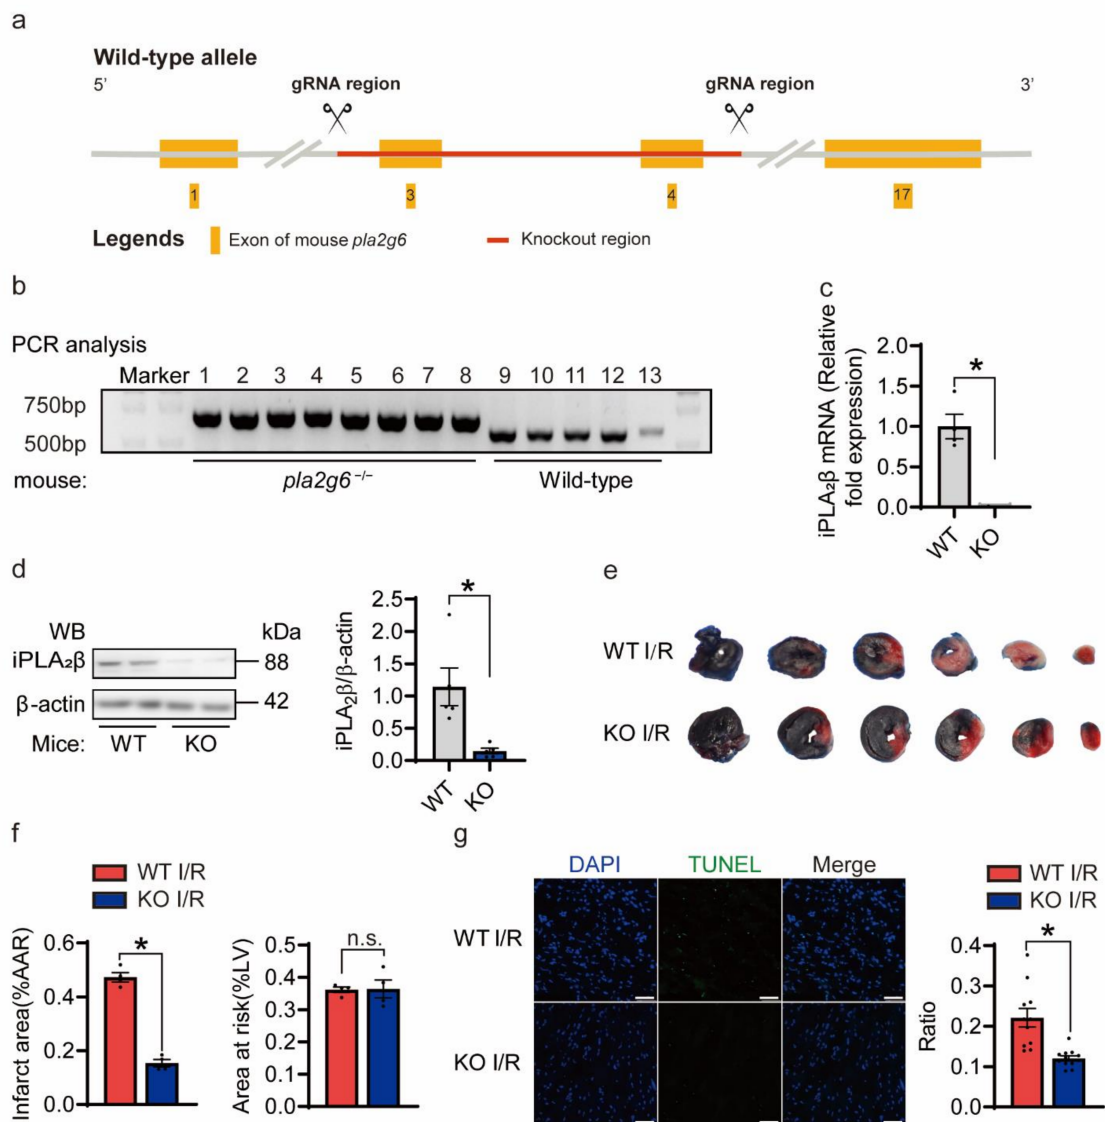 a
Wild-type allele
5’ 3’
gRNA region gRNA region
1 3 4 17
Legends Exon of mouse pla2g6 Knockout region
b
PCR analysis
Marker 1 2 3 4 5 6 7 8 9 10 11 12 13
750bp
500bp
mouse: pla2g6⁻/⁻ Wild-type
c
iPLA₂β mRNA (Relative
fold expression)
2.0
1.5
1.0
0.5
0.0
*
WT KO
d
WB kDa
iPLA₂β 88
β-actin 42
Mice: WT KO
iPLA₂β/β-actin
2.5
2.0
1.5
1.0
0.5
0.0
*
WT KO
e
WT I/R
KO I/R
f
WT I/R
KO I/R
Infarct area(%AAR)
0.6
0.4
0.2
0.0
*
Area at risk(%LV)
0.5
0.4
0.3
0.2
0.1
0.0
n.s.
g
DAPI TUNEL Merge
WT I/R
KO I/R
WT I/R
KO I/R
Ratio
0.4
0.3
0.2
0.1
0.0
*